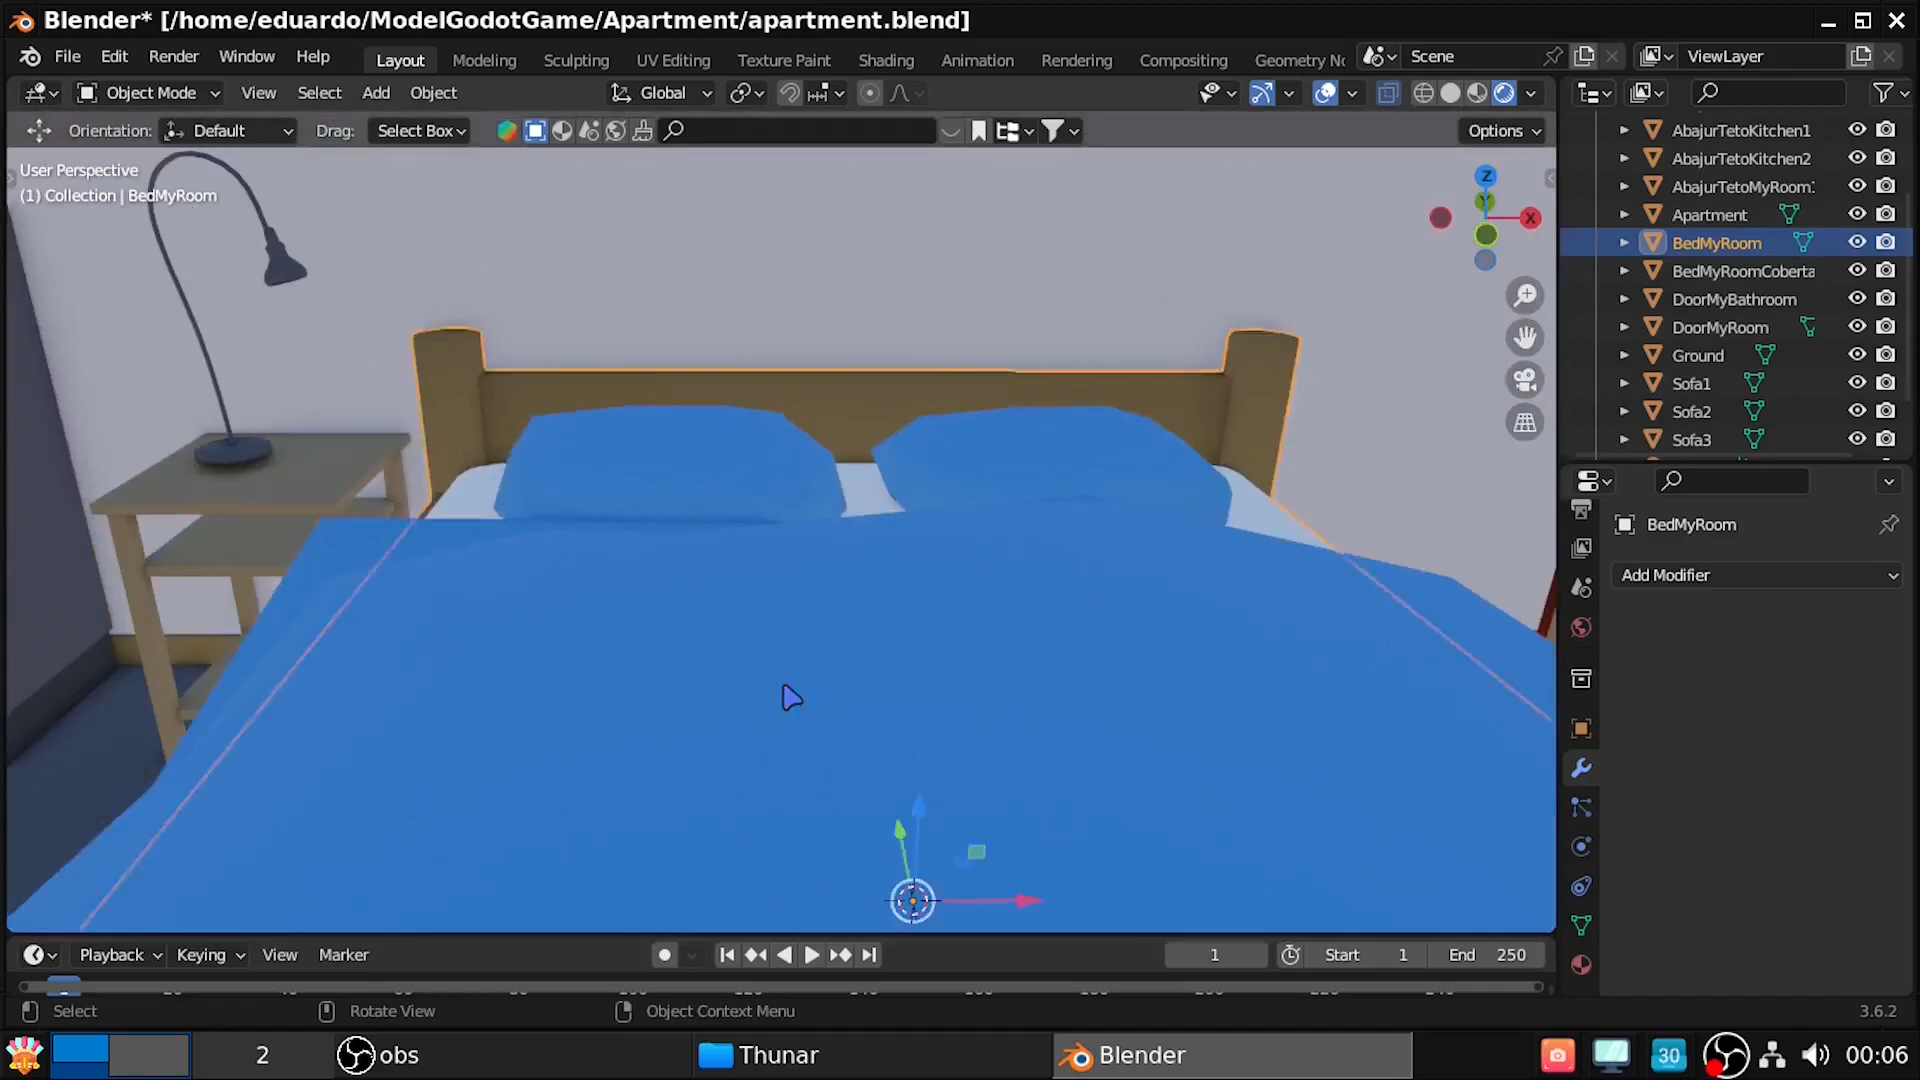 Blender* [/home/eduardo/ModelGodotGame/Apartment/apartment.blend]
File Edit Render Window Help Layout Modeling Sculpting UV Editing Texture Paint Shading Animation Rendering Compositing Geometry No Scene ViewLayer
Object Mode View Select Add Object Global
Orientation: Default Drag: Select Box Options
User Perspective
(1) Collection | BedMyRoom
Z
Y
X
AbajurTetoKitchen1
AbajurTetoKitchen2
AbajurTetoMyRoom1
Apartment
BedMyRoom
BedMyRoomCoberta
DoorMyBathroom
DoorMyRoom
Ground
Sofa1
Sofa2
Sofa3
BedMyRoom
Add Modifier
Playback Keying View Marker 1 Start 1 End 250
Select Rotate View Object Context Menu 3.6.2
2 obs Thunar Blender 30 00:06